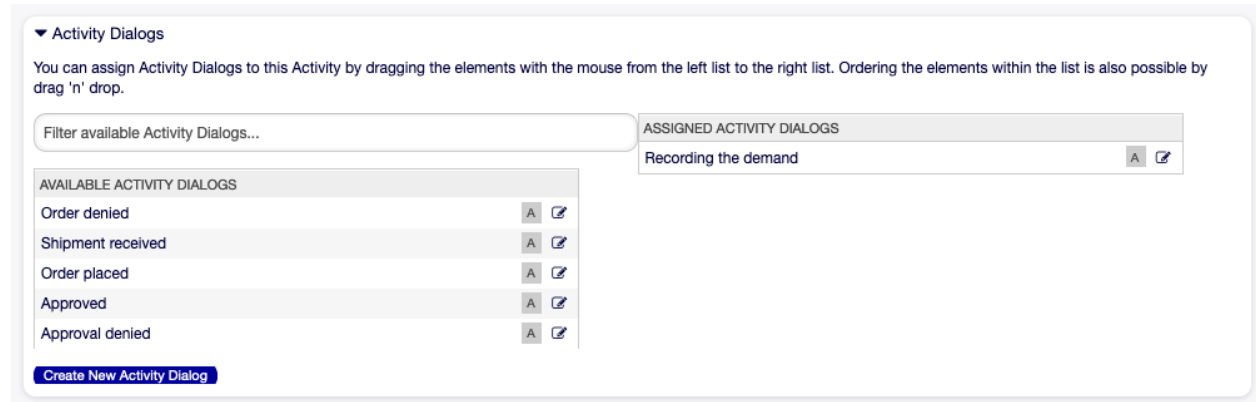 Activity Dialogs
You can assign Activity Dialogs to this Activity by dragging the elements with the mouse from the left list to the right list. Ordering the elements within the list is also possible by
drag 'n' drop.
Filter available Activity Dialogs...
AVAILABLE ACTIVITY DIALOGS
Order denied A
Shipment received A
Order placed A
Approved A
Approval denied A
ASSIGNED ACTIVITY DIALOGS
Recording the demand A
Create New Activity Dialog